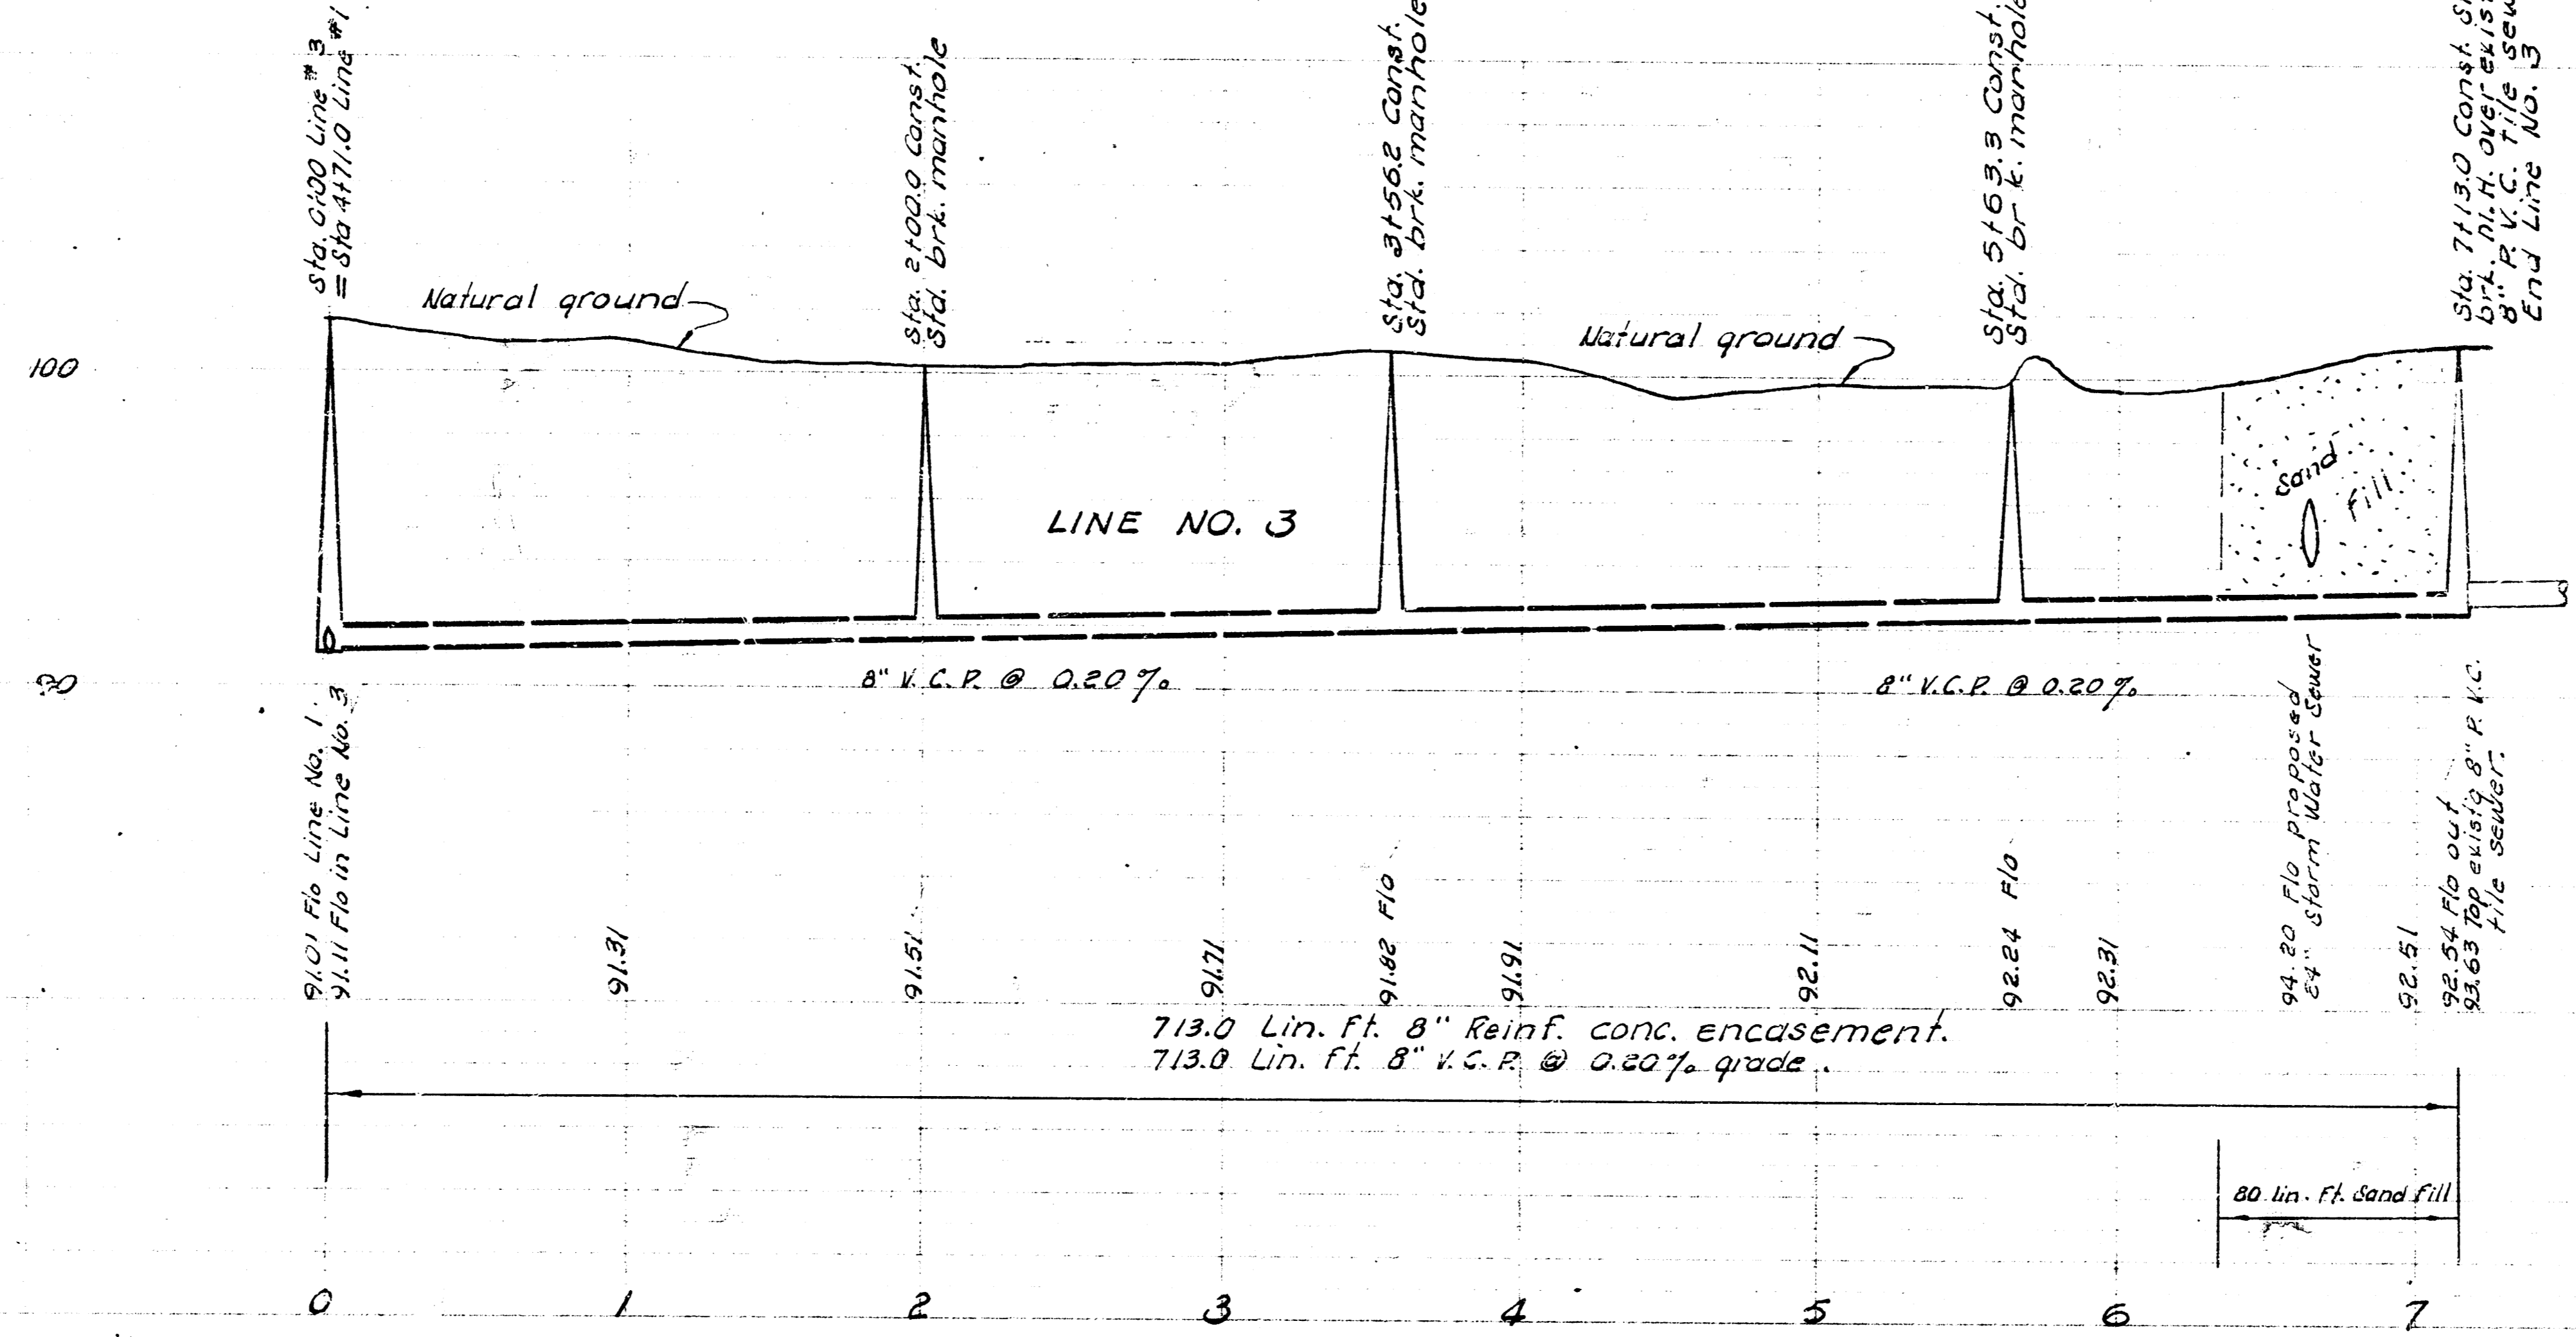 Sta. 0+00 Line #3
= Sta 4+71.0 Line #1
Sta. 2+00.0 Const.
Std. brk. manhole
Sta. 3+56.2 Const.
Std. brk. manhole
Sta. 5+63.3 Const.
Std. brk. manhole
Sta. 7+13.0 Const.
brk. M.H. over exist
8" P.V.C. tile sew
End Line No. 3
Natural ground
Natural ground
100
90
LINE NO. 3
Sand
fill
8" V.C.P. @ 0.20%
8" V.C.P. @ 0.20%
91.01 Flo Line No. 1
91.11 Flo in Line No. 3
91.31
91.51
91.71
91.82 Flo
91.91
92.11
92.24 Flo
92.31
94.20 Flo proposed
24" Storm Water Sewer
92.51
92.54 Flo out
93.63 Top exist'g 8" P.V.C.
tile sewer.
713.0 Lin. ft. 8" Reinf. conc. encasement.
713.0 Lin. ft. 8" V.C.P. @ 0.20% grade.
80 lin. ft. sand fill
0 1 2 3 4 5 6 7